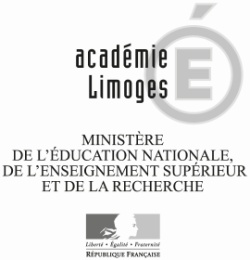 académie
Limoges
É
MINISTÈRE
DE L'ÉDUCATION NATIONALE,
DE L'ENSEIGNEMENT SUPÉRIEUR
ET DE LA RECHERCHE
Liberté • Égalité • Fraternité
RÉPUBLIQUE FRANÇAISE